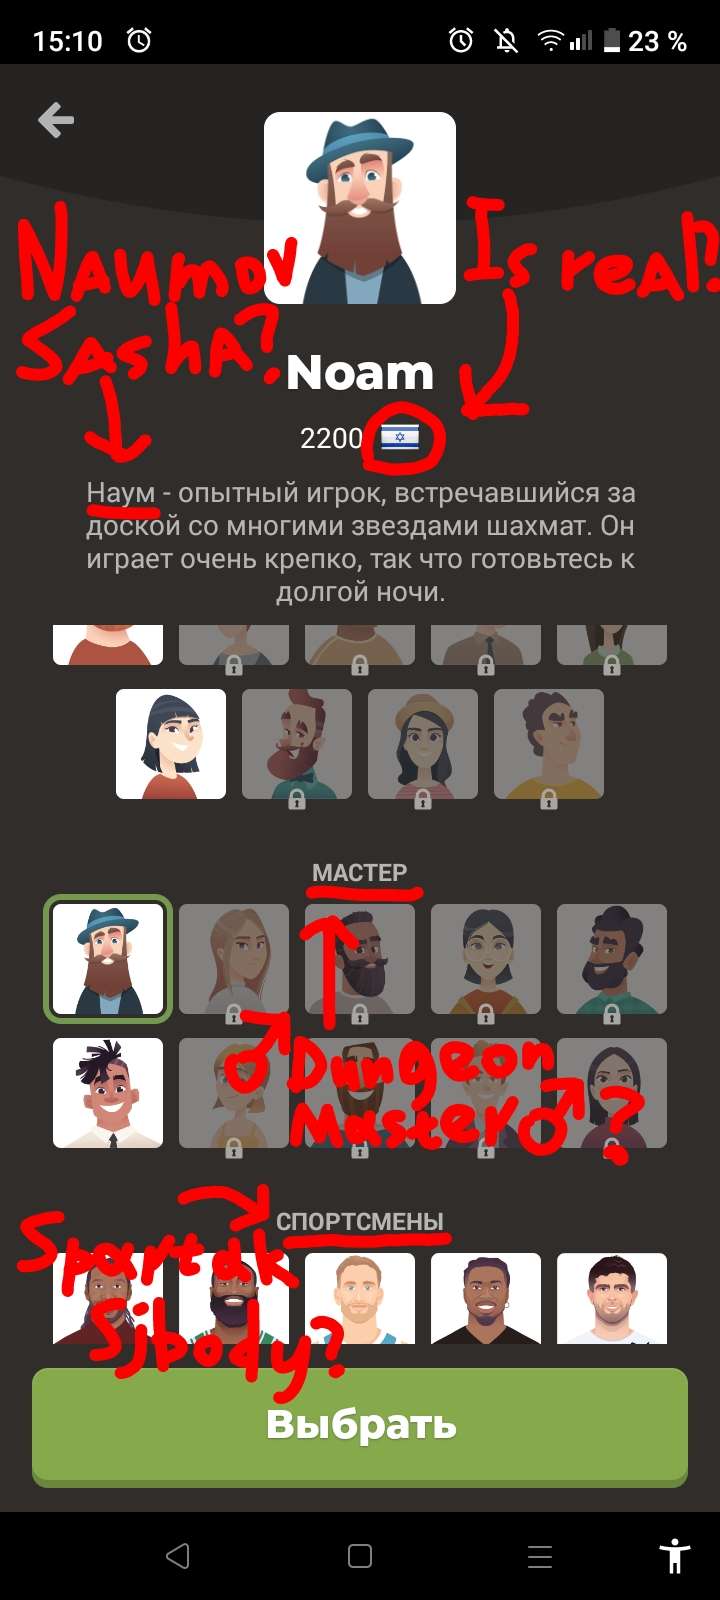 15:10
23 %
Naumov
Sasha?
Is real?
Noam
2200
Наум - опытный игрок, встречавшийся за
доской со многими звездами шахмат. Он
играет очень крепко, так что готовьтесь к
долгой ночи.
МАСТЕР
♂Dungeon
Master♂?
СПОРТСМЕНЫ
Spartak
Sjbody?
Выбрать